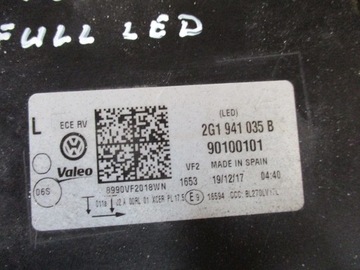 FULL LED
L
ECE RV
(LED)
2G1 941 035 B
90100101
Valeo
VF2 MADE IN SPAIN
06S
8990VF2018WN
1653 19/12/17 04:40
E9
16594